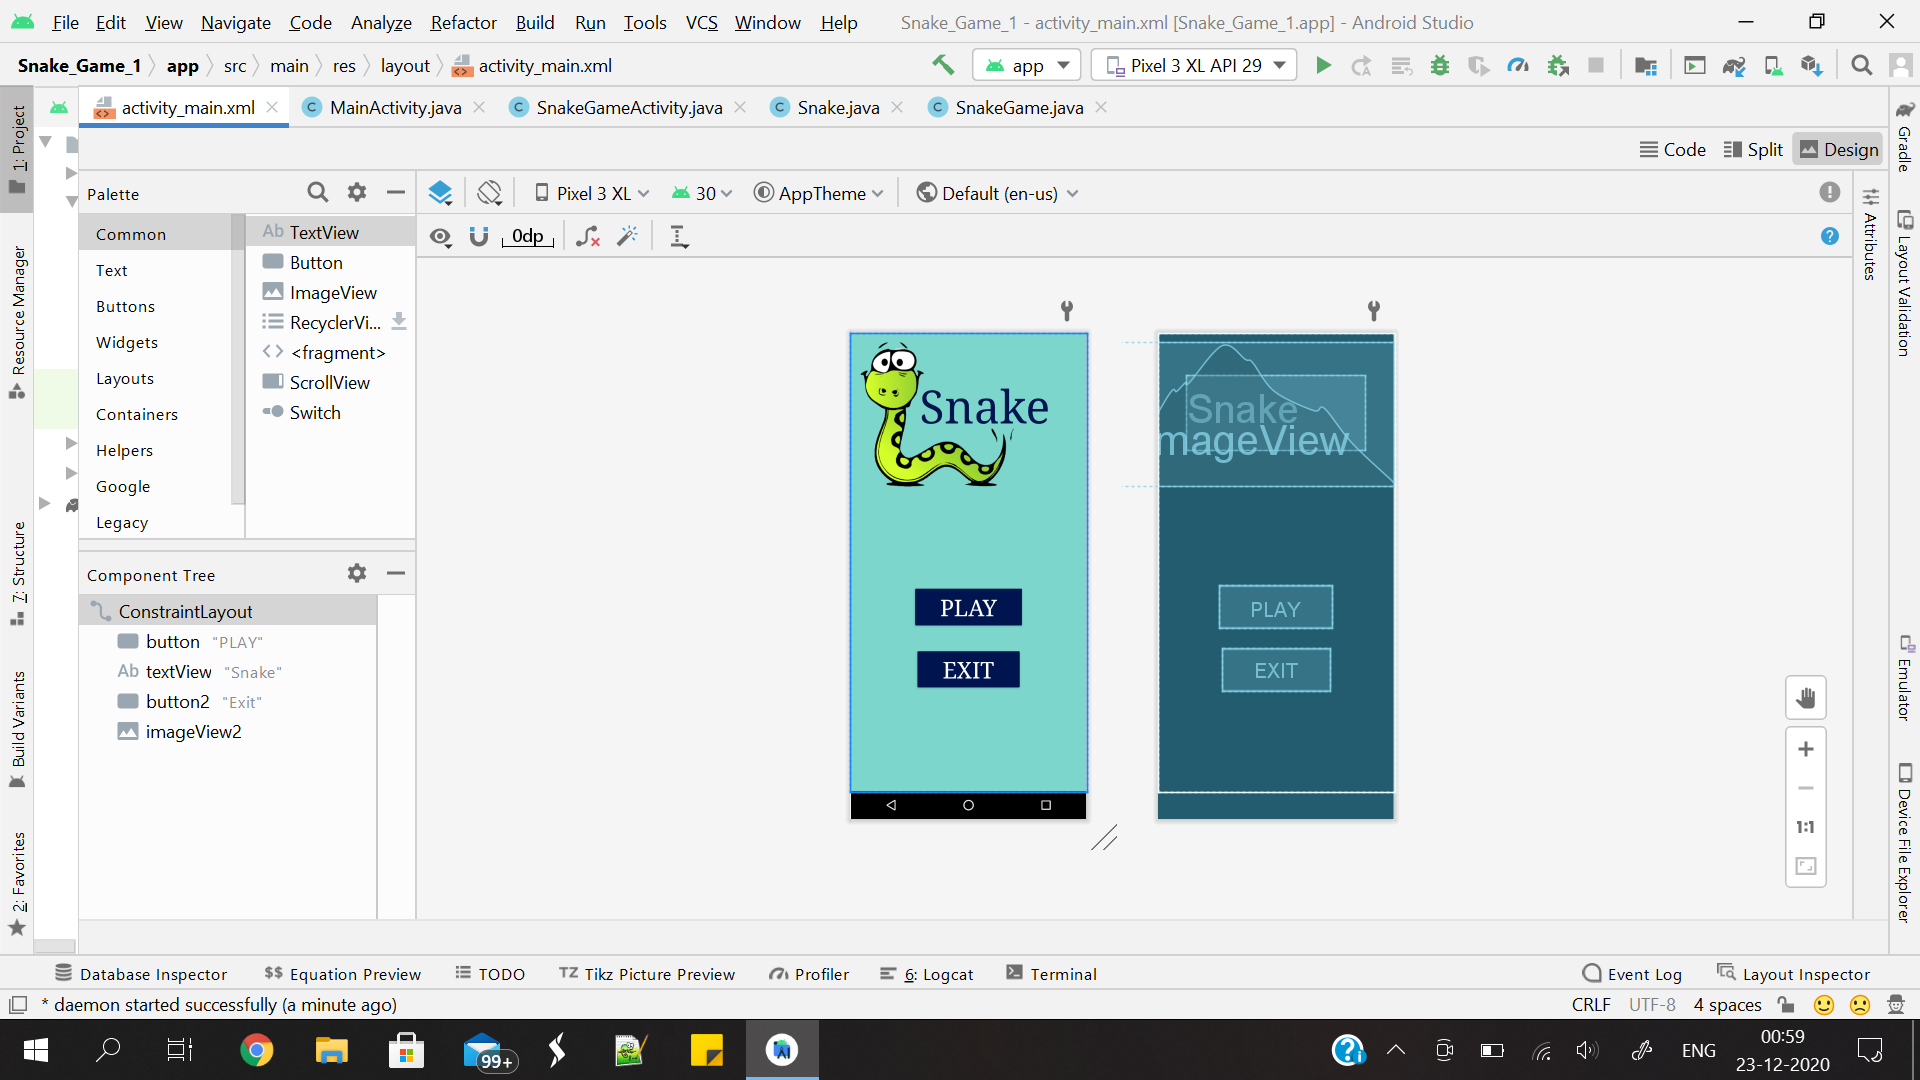 File Edit View Navigate Code Analyze Refactor Build Run Tools VCS Window Help Snake_Game_1 - activity_main.xml [Snake_Game_1.app] - Android Studio
Snake_Game_1 app src main res layout activity_main.xml app Pixel 3 XL API 29
activity_main.xml MainActivity.java SnakeGameActivity.java Snake.java SnakeGame.java
Code Split Design
Palette Pixel 3 XL 30 AppTheme Default (en-us)
0dp
Common
Text
Buttons
Widgets
Layouts
Containers
Helpers
Google
Legacy
Ab TextView
Button
ImageView
RecyclerVi...
<fragment>
ScrollView
Switch
Component Tree
ConstraintLayout
button "PLAY"
Ab textView "Snake"
button2 "Exit"
imageView2
Snake
PLAY
EXIT
Snake
mageView
PLAY
EXIT
1: Project
Resource Manager
7: Structure
Build Variants
2: Favorites
Gradle
Layout Validation
Attributes
Emulator
Device File Explorer
1:1
Database Inspector $$ Equation Preview TODO TZ Tikz Picture Preview Profiler 6: Logcat Terminal Event Log Layout Inspector
* daemon started successfully (a minute ago) CRLF UTF-8 4 spaces
99+ ENG 00:59
23-12-2020